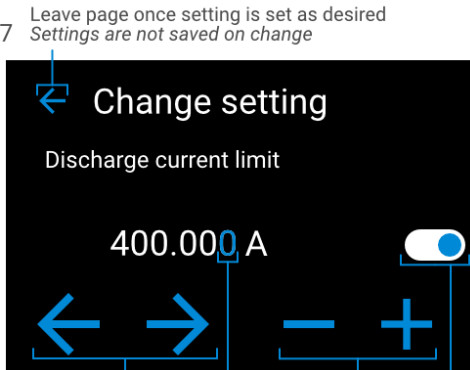 Leave page once setting is set as desired
7 Settings are not saved on change
Change setting
Discharge current limit
400.000 A